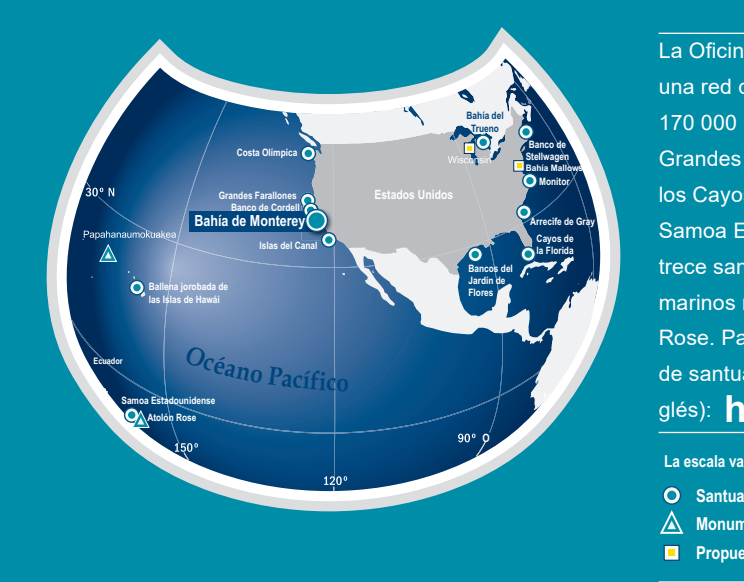 Bahía del
Trueno
Costa Olímpica
Wisconsin
Banco de
Stellwagen
Bahía Mallows
Monitor
30° N
Grandes Farallones
Banco de Cordell
Estados Unidos
Bahía de Monterey
Arrecife de Gray
Papahanaumokuakea
Islas del Canal
Cayos de
la Florida
Bancos del
Jardín de
Flores
Ballena jorobada de
las Islas de Hawái
Ecuador
Océano Pacífico
Samoa Estadounidense
Atolón Rose
150°
90° O
120°
La Oficin
una red
170 000
Grandes
los Cayo
Samoa E
trece san
marinos
Rose. Pa
de santua
glés): h
La escala va
Santua
Monum
Propue